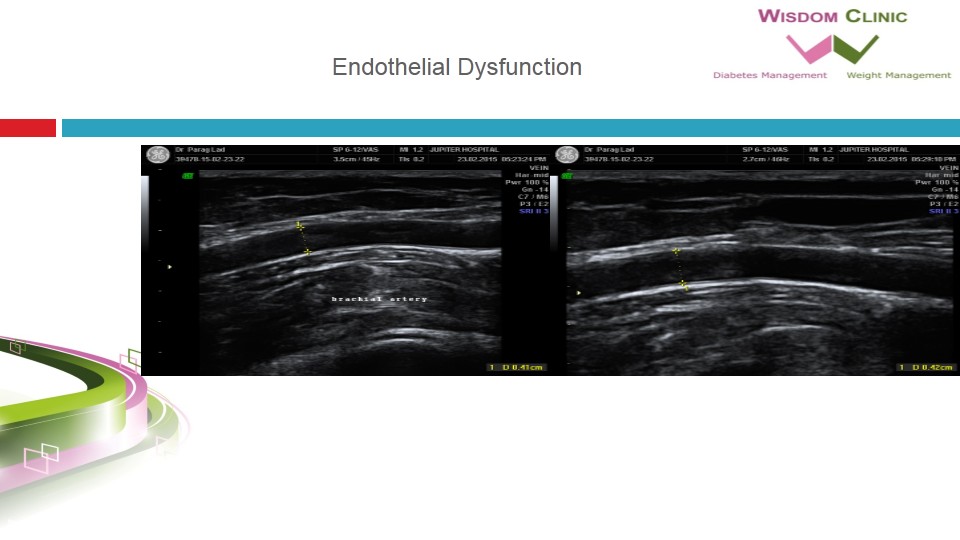 WISDOM CLINIC
Diabetes Management Weight Management
Endothelial Dysfunction
GE
Dr Parag Lad SP 6-12/VAS MI 1.2 JUPITER HOSPITAL
39478-15-02-23-22 3.5cm / 45Hz TIs 0.2 23.02.2015 05:23:24 PM
VEIN
Har mid
Pwr 100 %
Gn -14
C7 / M6
P3 / E2
SRI II 3
brachial artery
1 D 0.41cm
GE
Dr Parag Lad SP 6-12/VAS MI 1.2 JUPITER HOSPITAL
39478-15-02-23-22 2.7cm / 46Hz TIs 0.2 23.02.2015 05:29:10 PM
VEIN
Har mid
Pwr 100 %
Gn -14
C7 / M6
P3 / E2
SRI II 3
1 D 0.42cm